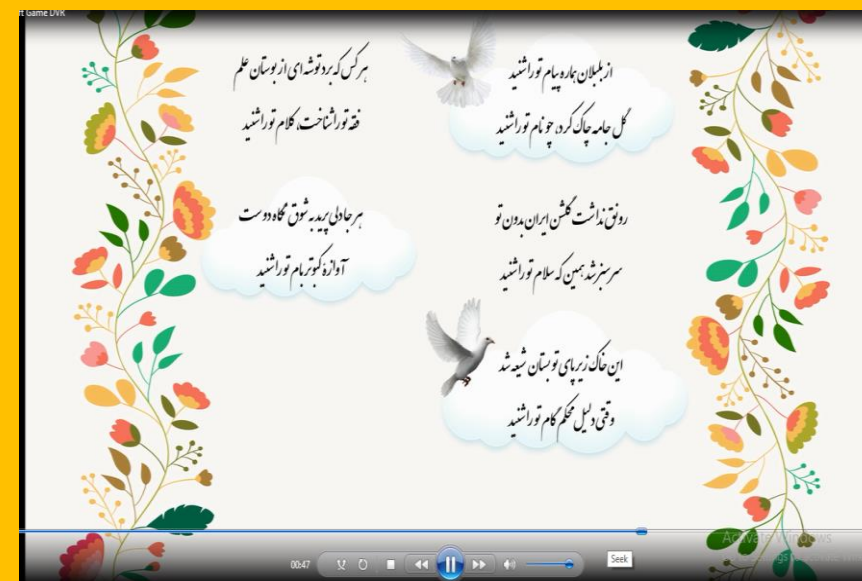 ft Game DVR
از بلبلان هماره پیام تو را شنید
گل جامه چاک کرد، چو نام تو را شنید
رونق نداشت گلشن ایران بدون تو
سرسبز شد همین که سلام تو را شنید
این خاک زیر پای تو بستان شیعه شد
وقتی دلیل محکم گام تو را شنید
هر کس که برد توشه‌ای از بوستان علم
فقه تو را شناخت، کلام تو را شنید
هر جا دلی پرید به شوق نگاه دوست
آوازهٔ کبوتر بام تو را شنید
00:47
Seek
Activate Windows